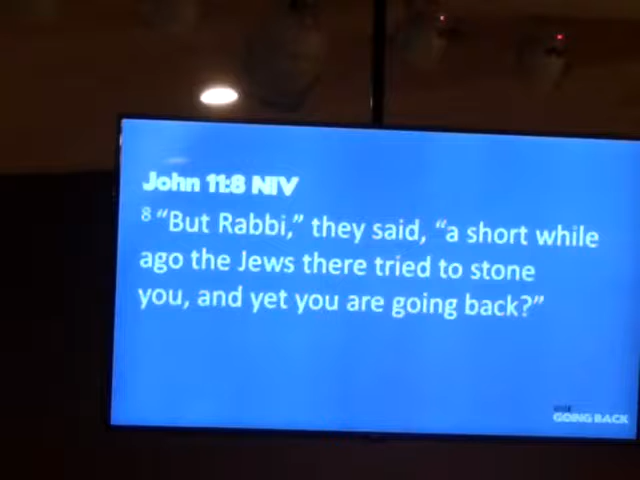 John 11:8 NIV
8 “But Rabbi,” they said, “a short while
ago the Jews there tried to stone
you, and yet you are going back?”
GOING BACK